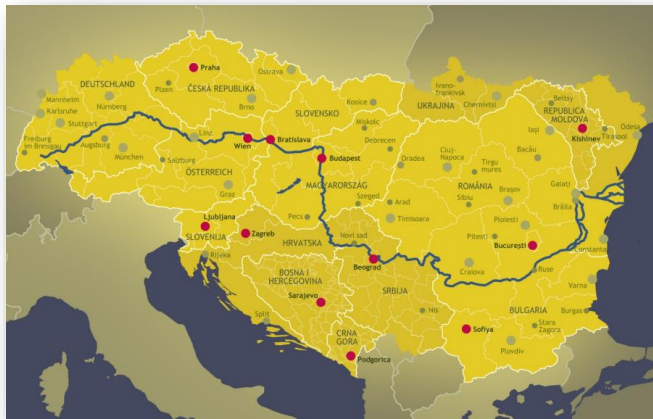 Praha
Ostrava
DEUTSCHLAND
Plzen
ČESKÁ REPUBLIKA
Mannheim
Karlsruhe
Nürnberg
Brno
Stuttgart
Augsburg
Freiburg
im Breisgau
München
Salzburg
Linz
Wien
Bratislava
SLOVENSKO
Kosice
Miskolc
Debrecen
Budapest
MAGYARORSZÁG
ÖSTERREICH
Graz
Pecs
Szeged
Ljubljana
SLOVENIJA
Zagreb
HRVATSKA
Rijeka
Novi sad
Beograd
BOSNA I
HERCEGOVINA
Sarajevo
Split
CRNA
GORA
Podgorica
SRBIJA
Nis
UKRAJINA
Ivano-
frankivsk
Chernivtsi
REPUBLICA
MOLDOVA
Beltsy
Kishinev
Tiraspol
Odesa
Iași
Bacău
Oradea
Cluj-
Napoca
Tirgu
mures
ROMÂNIA
Arad
Timisoara
Sibiu
Brașov
Galați
Brăila
Ploiesti
Pitesti
București
Craiova
Constanta
Ruse
Varna
BULGARIA
Burgas
Sofiya
Stara
Zagora
Plovdiv